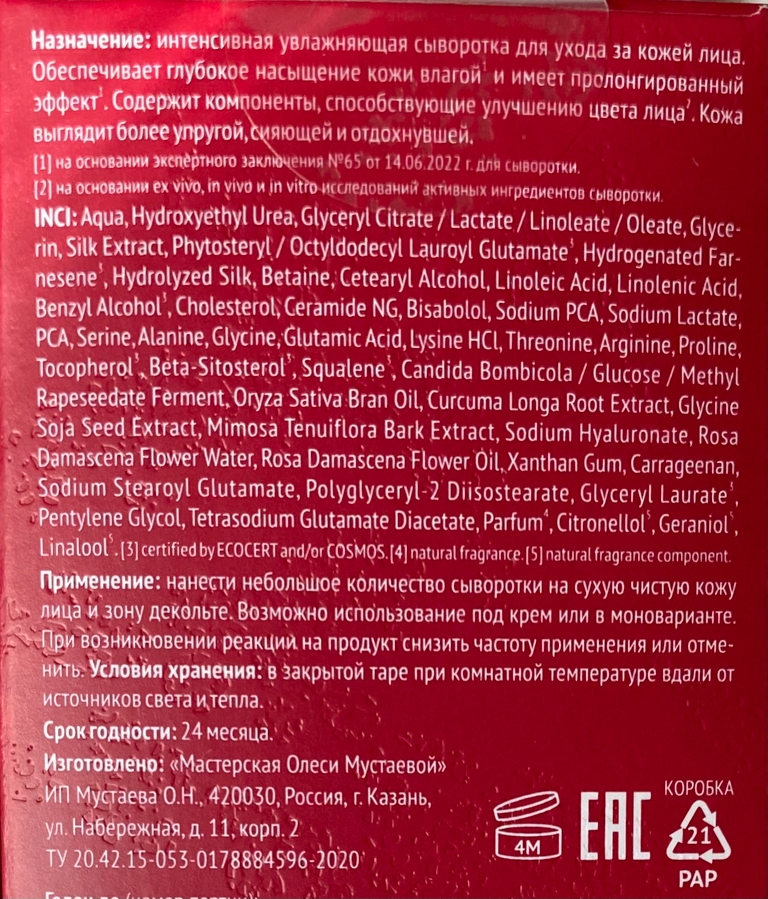 Назначение: интенсивная увлажняющая сыворотка для ухода за кожей лица.
Обеспечивает глубокое насыщение кожи влагой¹ и имеет пролонгированный
эффект¹. Содержит компоненты, способствующие улучшению цвета лица². Кожа
выглядит более упругой, сияющей и отдохнувшей.
[1] на основании экспертного заключения №65 от 14.06.2022 г. для сыворотки.
[2] на основании ex vivo, in vivo и in vitro исследований активных ингредиентов сыворотки.
INCI: Aqua, Hydroxyethyl Urea, Glyceryl Citrate / Lactate / Linoleate / Oleate, Glyce-
rin, Silk Extract, Phytosteryl / Octyldodecyl Lauroyl Glutamate³, Hydrogenated Far-
nesene³, Hydrolyzed Silk, Betaine, Cetearyl Alcohol, Linoleic Acid, Linolenic Acid,
Benzyl Alcohol³, Cholesterol, Ceramide NG, Bisabolol, Sodium PCA, Sodium Lactate,
PCA, Serine, Alanine, Glycine, Glutamic Acid, Lysine HCl, Threonine, Arginine, Proline,
Tocopherol³, Beta-Sitosterol³, Squalene³, Candida Bombicola / Glucose / Methyl
Rapeseedate Ferment, Oryza Sativa Bran Oil, Curcuma Longa Root Extract, Glycine
Soja Seed Extract, Mimosa Tenuiflora Bark Extract, Sodium Hyaluronate, Rosa
Damascena Flower Water, Rosa Damascena Flower Oil, Xanthan Gum, Carrageenan,
Sodium Stearoyl Glutamate, Polyglyceryl-2 Diisostearate, Glyceryl Laurate³,
Pentylene Glycol, Tetrasodium Glutamate Diacetate, Parfum⁴, Citronellol⁵, Geraniol⁵,
Linalool⁵. [3] certified by ECOCERT and/or COSMOS. [4] natural fragrance. [5] natural fragrance component.
Применение: нанести небольшое количество сыворотки на сухую чистую кожу
лица и зону декольте. Возможно использование под крем или в моноварианте.
При возникновении реакций на продукт снизить частоту применения или отме-
нить. Условия хранения: в закрытой таре при комнатной температуре вдали от
источников света и тепла.
Срок годности: 24 месяца.
Изготовлено: «Мастерская Олеси Мустаевой»
ИП Мустаева О.Н., 420030, Россия, г. Казань,
ул. Набережная, д. 11, корп. 2
ТУ 20.42.15-053-0178884596-2020
4M
EAC
КОРОБКА
21
PAP